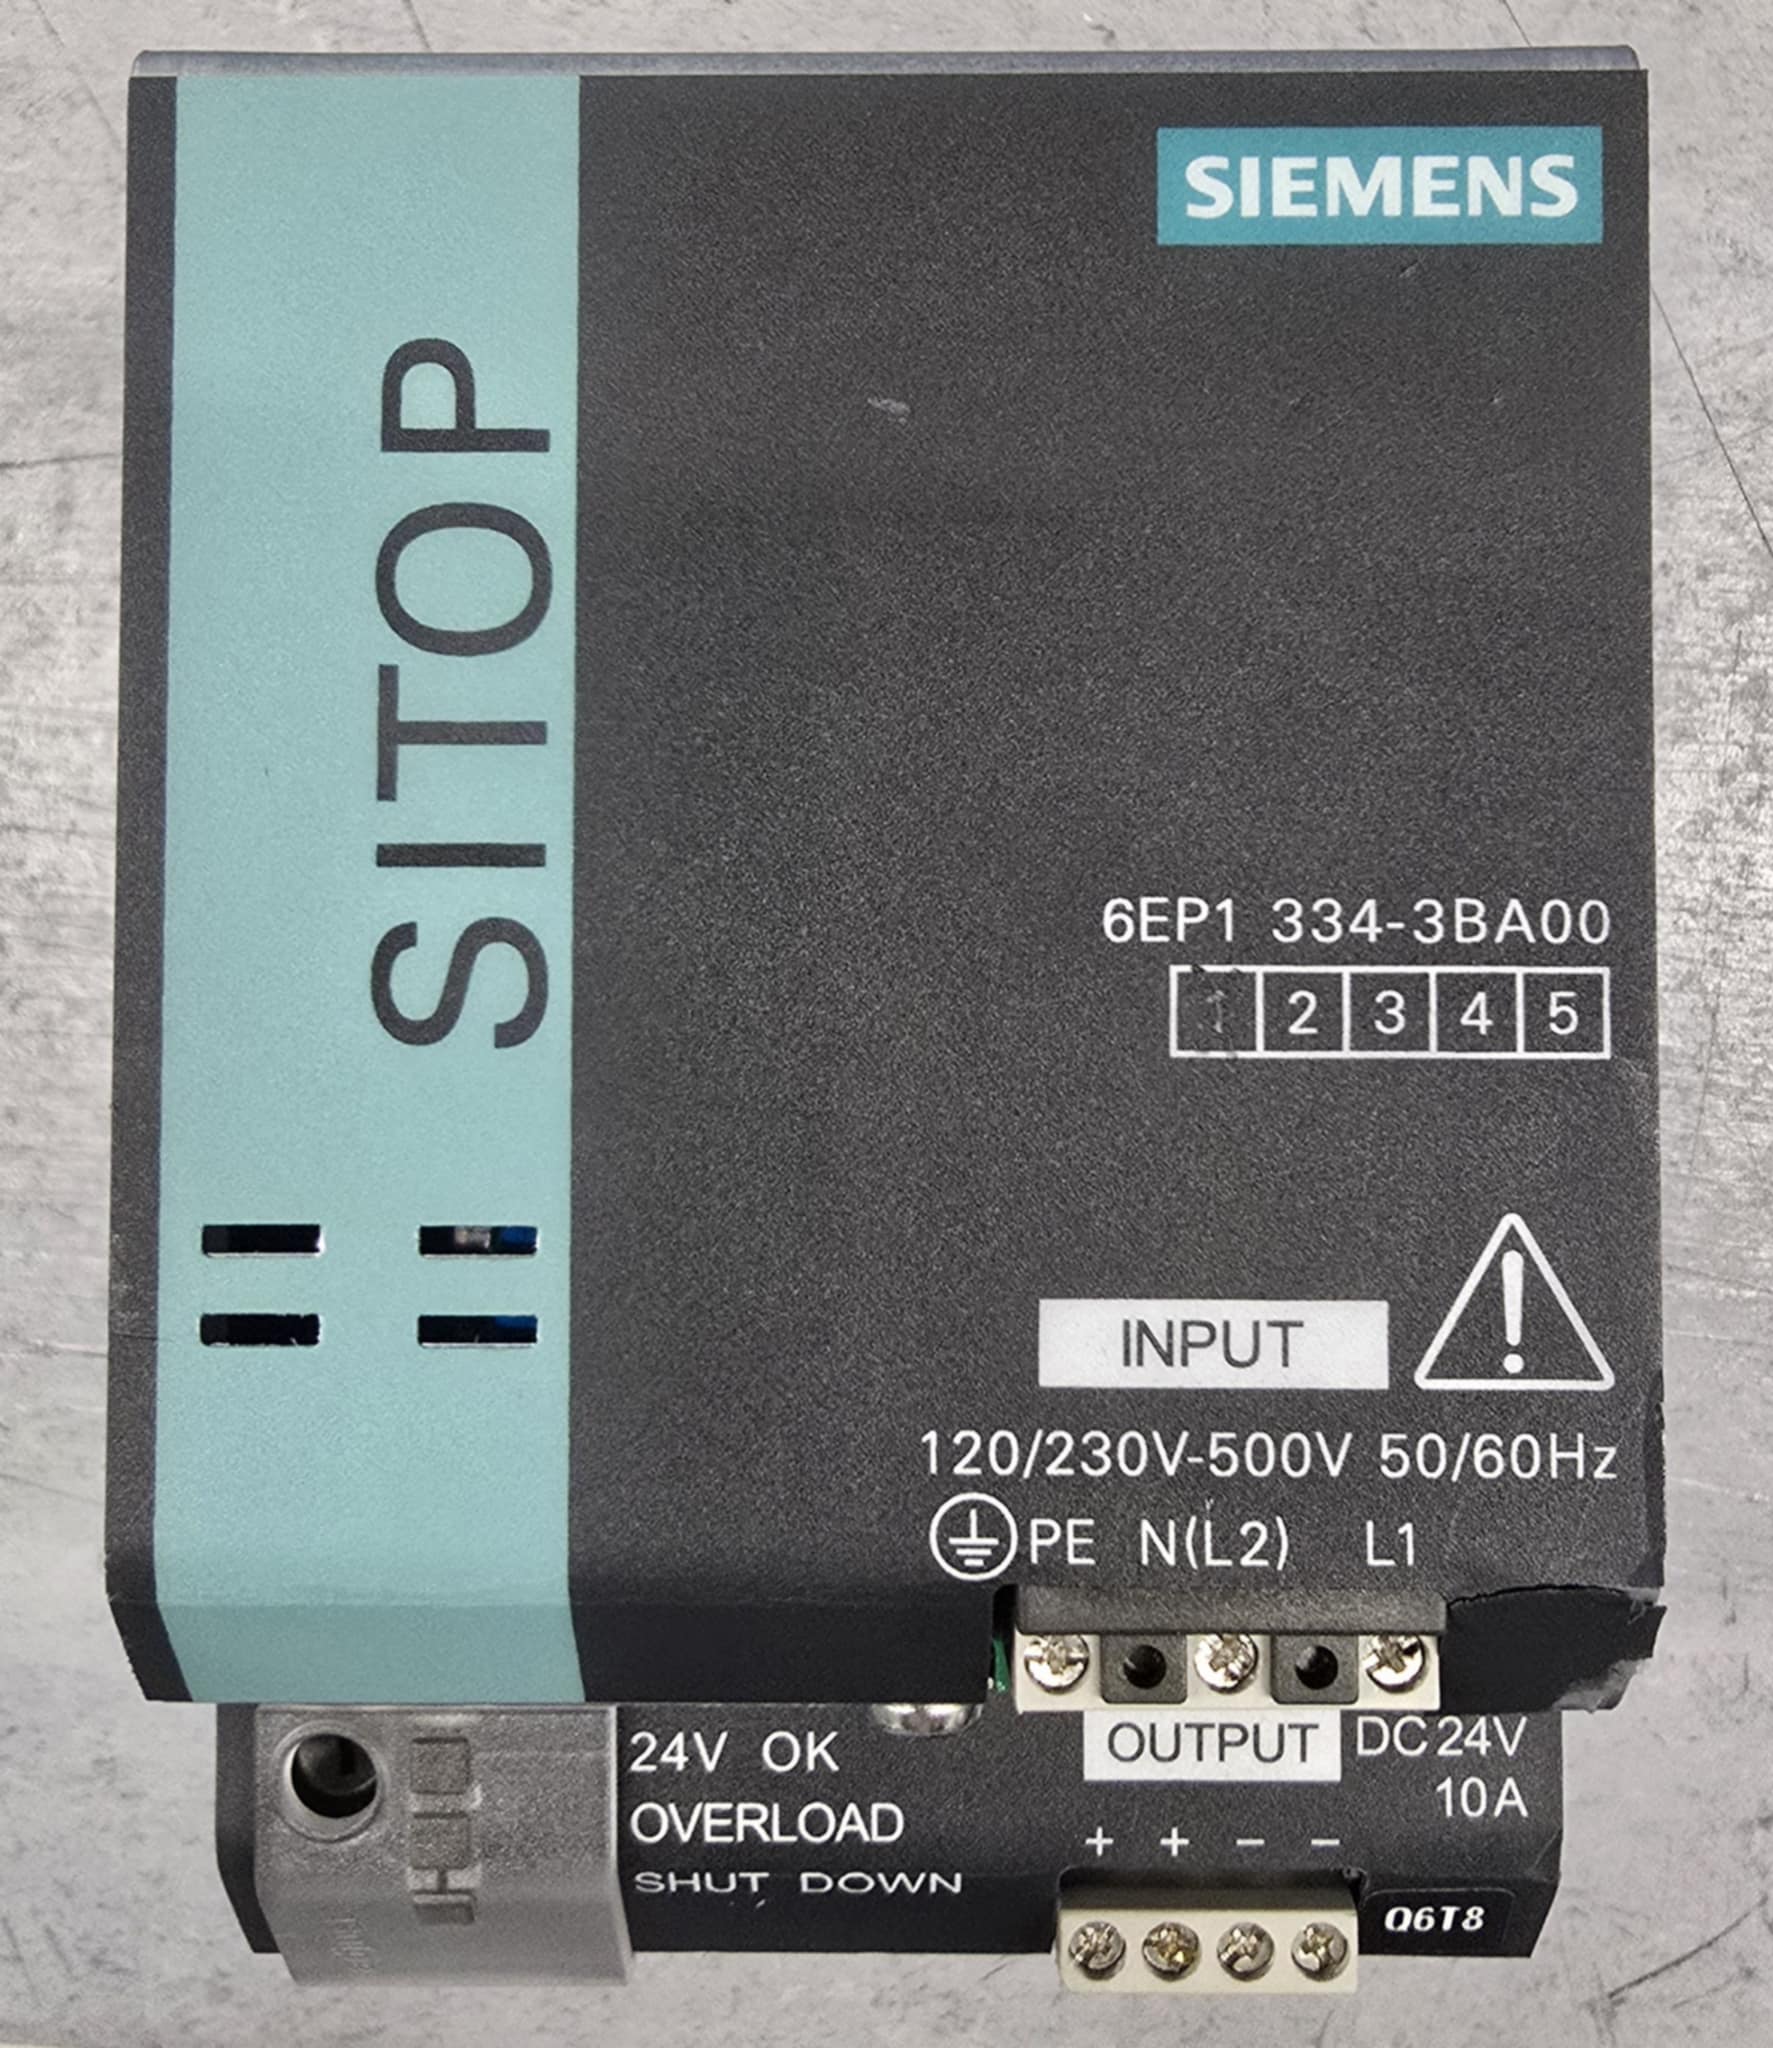 SIEMENS
SITOP
6EP1 334-3BA00
1 2 3 4 5
INPUT
120/230V-500V 50/60Hz
PE N(L2) L1
24V OK
OVERLOAD
SHUT DOWN
OUTPUT DC 24V
10A
+ + − −
Q6T8